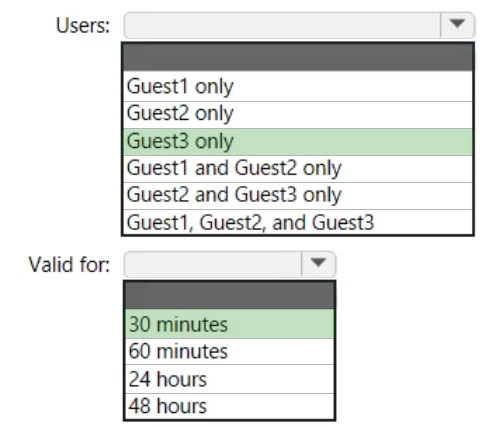 Users:
Guest1 only
Guest2 only
Guest3 only
Guest1 and Guest2 only
Guest2 and Guest3 only
Guest1, Guest2, and Guest3
Valid for:
30 minutes
60 minutes
24 hours
48 hours